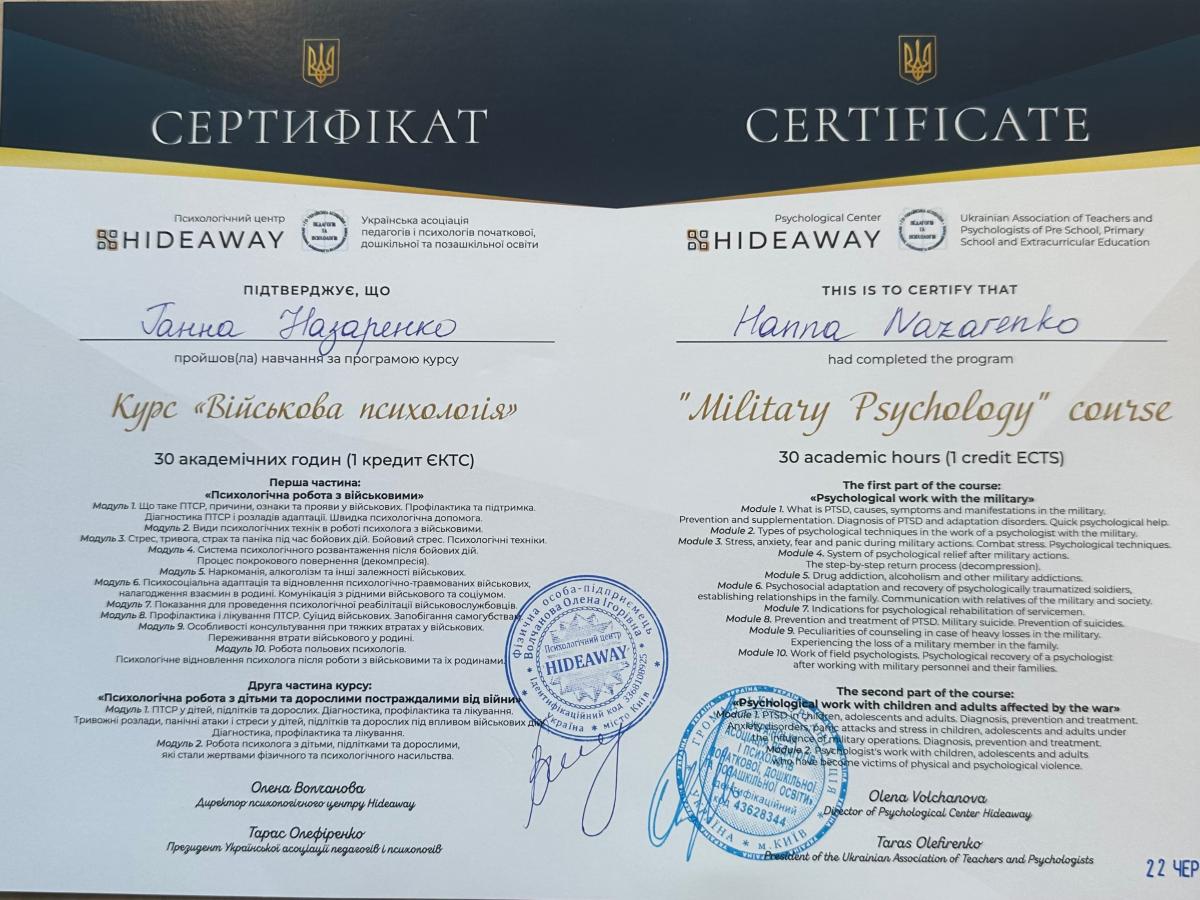 СЕРТИФІКАТ
Психологічний центр
HIDEAWAY
Українська асоціація
педагогів і психологів початкової,
дошкільної та позашкільної освіти
ПІДТВЕРДЖУЄ, ЩО
Ганна Назаренко
пройшов(ла) навчання за програмою курсу
Курс «Військова психологія»
30 академічних годин (1 кредит ЄКТС)
Перша частина:
«Психологічна робота з військовими»
Модуль 1. Що таке ПТСР, причини, ознаки та прояви у військових. Профілактика та підтримка.
Діагностика ПТСР і розладів адаптації. Швидка психологічна допомога.
Модуль 2. Види психологічних технік в роботі психолога з військовими.
Модуль 3. Стрес, тривога, страх та паніка під час бойових дій. Бойовий стрес. Психологічні техніки.
Модуль 4. Система психологічного розвантаження після бойових дій.
Процес покрокового повернення (декомпресія).
Модуль 5. Наркоманія, алкоголізм та інші залежності військових.
Модуль 6. Психосоціальна адаптація та відновлення психологічно-травмованих військових,
налагодження взаємин в родині. Комунікація з рідними військового та соціумом.
Модуль 7. Показання для проведення психологічної реабілітації військовослужбовців.
Модуль 8. Профілактика і лікування ПТСР. Суїцид військових. Запобігання самогубствам.
Модуль 9. Особливості консультування при тяжких втратах у військових.
Переживання втрати військового у родині.
Модуль 10. Робота польових психологів.
Психологічне відновлення психолога після роботи з військовими та їх родинами.
Друга частина курсу:
«Психологічна робота з дітьми та дорослими постраждалими від війни»
Модуль 1. ПТСР у дітей, підлітків та дорослих. Діагностика, профілактика та лікування.
Тривожні розлади, панічні атаки і стреси у дітей, підлітків та дорослих під впливом військових дій.
Діагностика, профілактика та лікування.
Модуль 2. Робота психолога з дітьми, підлітками та дорослими,
які стали жертвами фізичного та психологічного насильства.
Олена Волчанова
Директор психологічного центру Hideaway
Тарас Олефіренко
Президент Української асоціації педагогів і психологів
Фізична особа-підприємець
Волчанова Олена Ігорівна
Психологічний центр
HIDEAWAY
Ідентифікаційний код 3368108925
Україна * місто Київ
CERTIFICATE
Psychological Center
HIDEAWAY
Ukrainian Association of Teachers and
Psychologists of Pre School, Primary
School and Extracurricular Education
THIS IS TO CERTIFY THAT
Hanna Nazarenko
had completed the program
"Military Psychology" course
30 academic hours (1 credit ECTS)
The first part of the course:
«Psychological work with the military»
Module 1. What is PTSD, causes, symptoms and manifestations in the military.
Prevention and supplementation. Diagnosis of PTSD and adaptation disorders. Quick psychological help.
Module 2. Types of psychological techniques in the work of a psychologist with the military.
Module 3. Stress, anxiety, fear and panic during military actions. Combat stress. Psychological techniques.
Module 4. System of psychological relief after military actions.
The step-by-step return process (decompression).
Module 5. Drug addiction, alcoholism and other military addictions.
Module 6. Psychosocial adaptation and recovery of psychologically traumatized soldiers,
establishing relationships in the family. Communication with relatives of the military and society.
Module 7. Indications for psychological rehabilitation of servicemen.
Module 8. Prevention and treatment of PTSD. Military suicide. Prevention of suicides.
Module 9. Peculiarities of counseling in case of heavy losses in the military.
Experiencing the loss of a military member in the family.
Module 10. Work of field psychologists. Psychological recovery of a psychologist
after working with military personnel and their families.
The second part of the course:
«Psychological work with children and adults affected by the war»
Module 1. PTSD in children, adolescents and adults. Diagnosis, prevention and treatment.
Anxiety disorders, panic attacks and stress in children, adolescents and adults under
the influence of military operations. Diagnosis, prevention and treatment.
Module 2. Psychologist's work with children, adolescents and adults
who have become victims of physical and psychological violence.
Olena Volchanova
Director of Psychological Center Hideaway
Taras Olefirenko
President of the Ukrainian Association of Teachers and Psychologists
І ПСИХОЛОГІВ
ПОЧАТКОВОЇ, ДОШКІЛЬНОЇ
ТА ПОЗАШКІЛЬНОЇ ОСВІТИ»
ідентифікаційний
код 43628344
УКРАЇНА * м.КИЇВ
22 ЧЕР